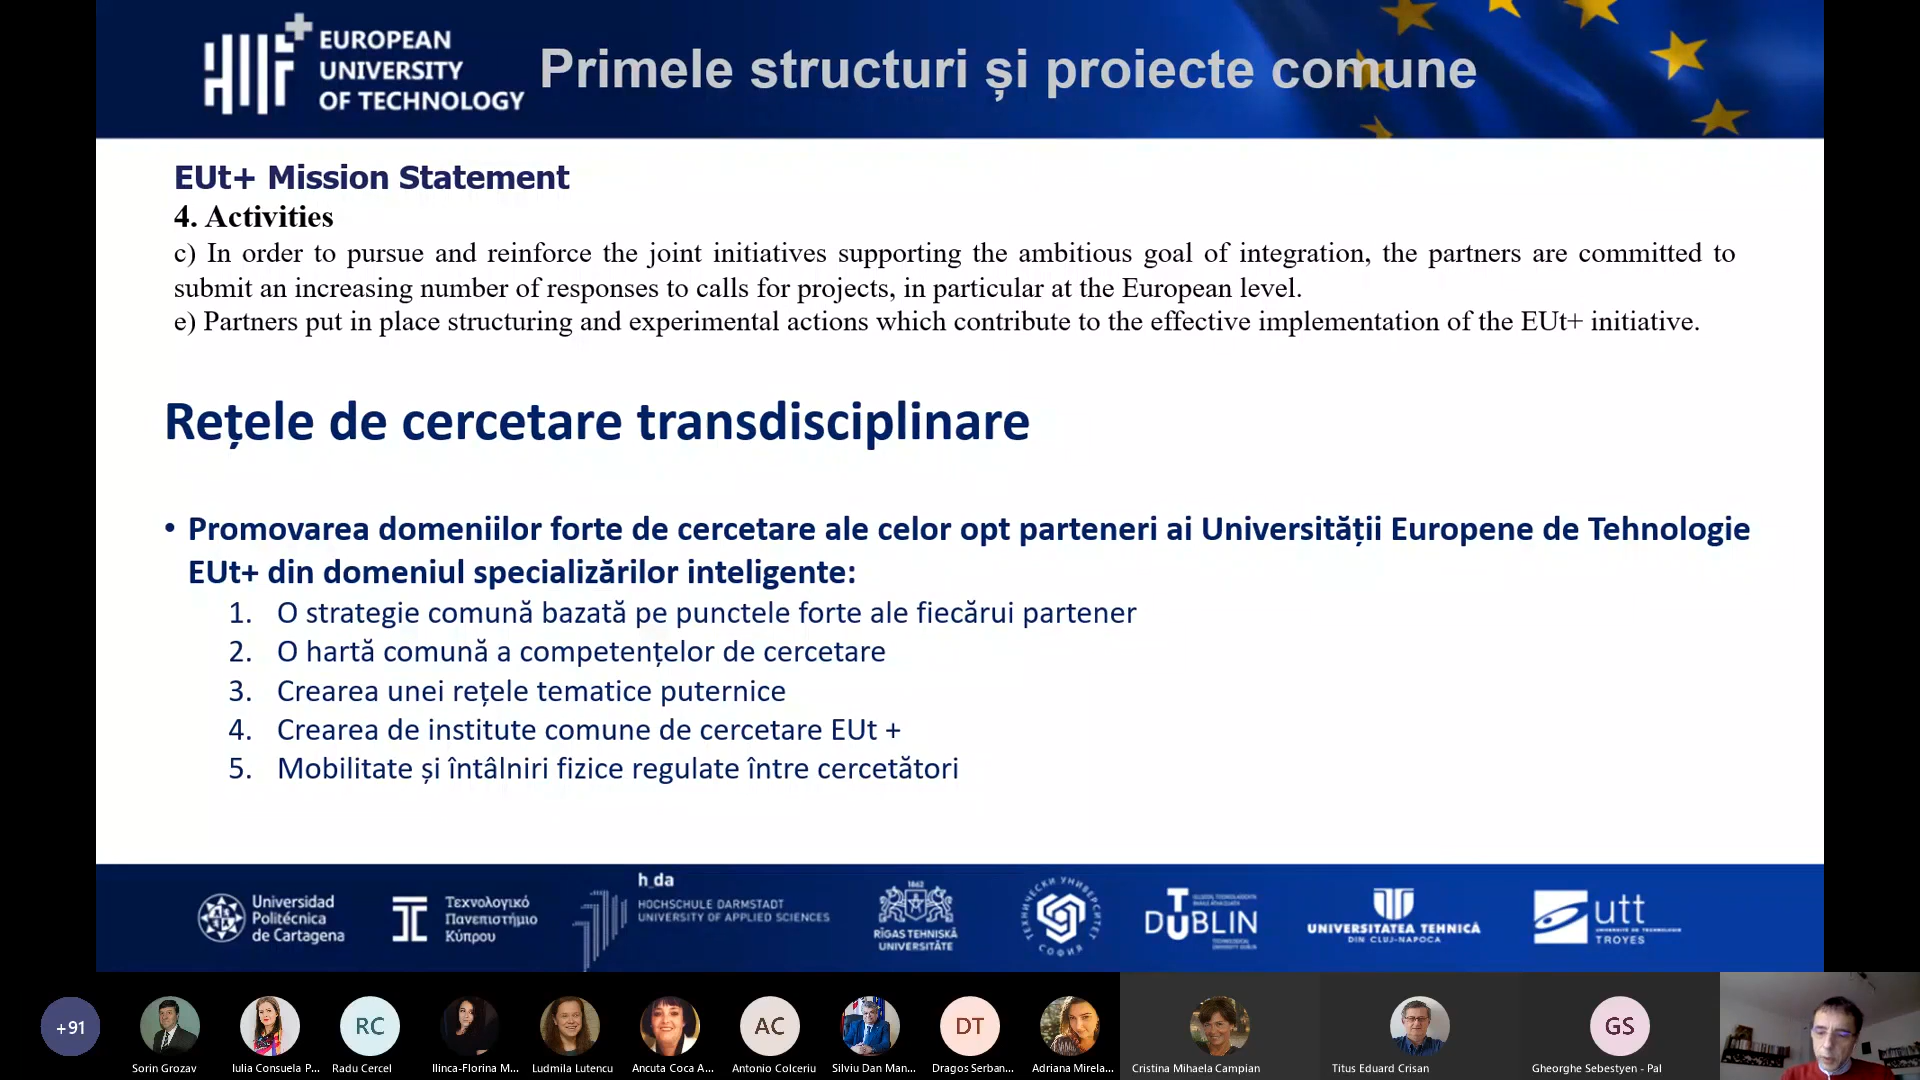 EUROPEAN
UNIVERSITY
OF TECHNOLOGY
Primele structuri și proiecte comune
EUt+ Mission Statement
4. Activities
c) In order to pursue and reinforce the joint initiatives supporting the ambitious goal of integration, the partners are committed to
submit an increasing number of responses to calls for projects, in particular at the European level.
e) Partners put in place structuring and experimental actions which contribute to the effective implementation of the EUt+ initiative.
Rețele de cercetare transdisciplinare
• Promovarea domeniilor forte de cercetare ale celor opt parteneri ai Universității Europene de Tehnologie
EUt+ din domeniul specializărilor inteligente:
1. O strategie comună bazată pe punctele forte ale fiecărui partener
2. O hartă comună a competențelor de cercetare
3. Crearea unei rețele tematice puternice
4. Crearea de institute comune de cercetare EUt +
5. Mobilitate și întâlniri fizice regulate între cercetători
Universidad
Politécnica
de Cartagena
Τεχνολογικό
Πανεπιστήμιο
Κύπρου
h_da
HOCHSCHULE DARMSTADT
UNIVERSITY OF APPLIED SCIENCES
1862
RĪGAS TEHNISKĀ
UNIVERSITĀTE
ТЕХНИЧЕСКИ УНИВЕРСИТЕТ
СОФИЯ
DUBLIN
UNIVERSITATEA TEHNICĂ
DIN CLUJ-NAPOCA
utt
UNIVERSITÉ DE TECHNOLOGIE
TROYES
+91
RC
AC
DT
GS
Sorin Grozav
Iulia Consuela P...
Radu Cercel
Ilinca-Florina M...
Ludmila Lutencu
Ancuta Coca A...
Antonio Colceriu
Silviu Dan Man...
Dragos Serban...
Adriana Mirela...
Cristina Mihaela Campian
Titus Eduard Crisan
Gheorghe Sebestyen - Pal